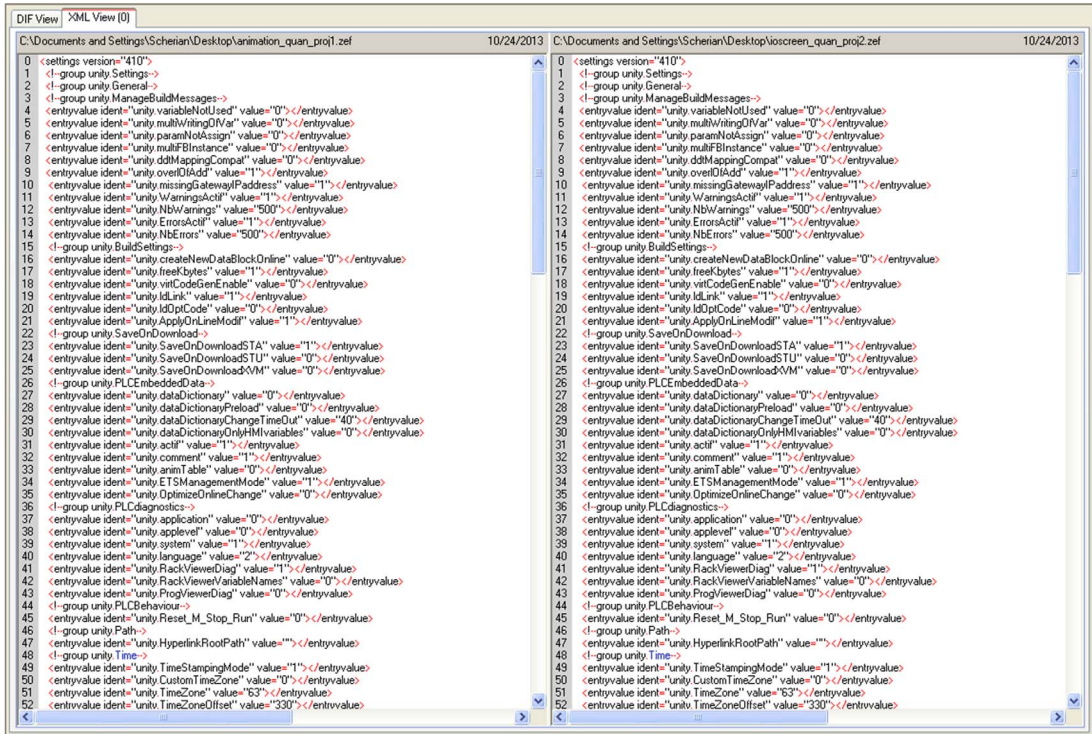 DIF View XML View (0)
C:\Documents and Settings\Scherian\Desktop\animation_quan_proj1.zef 10/24/2013
0 <settings version="410">
1 <!--group unity.Settings-->
2 <!--group unity.General-->
3 <!--group unity.ManageBuildMessages-->
4 <entryvalue ident="unity.variableNotUsed" value="0"></entryvalue>
5 <entryvalue ident="unity.multiWritingOfVar" value="0"></entryvalue>
6 <entryvalue ident="unity.paramNotAssign" value="0"></entryvalue>
7 <entryvalue ident="unity.multiFBInstance" value="0"></entryvalue>
8 <entryvalue ident="unity.ddtMappingCompat" value="0"></entryvalue>
9 <entryvalue ident="unity.overlOfAdd" value="1"></entryvalue>
10 <entryvalue ident="unity.missingGatewayIPaddress" value="1"></entryvalue>
11 <entryvalue ident="unity.WarningsActif" value="1"></entryvalue>
12 <entryvalue ident="unity.NbWarnings" value="500"></entryvalue>
13 <entryvalue ident="unity.ErrorsActif" value="1"></entryvalue>
14 <entryvalue ident="unity.NbErrors" value="500"></entryvalue>
15 <!--group unity.BuildSettings-->
16 <entryvalue ident="unity.createNewDataBlockOnline" value="0"></entryvalue>
17 <entryvalue ident="unity.freeKbytes" value="1"></entryvalue>
18 <entryvalue ident="unity.virtCodeGenEnable" value="0"></entryvalue>
19 <entryvalue ident="unity.ldLink" value="1"></entryvalue>
20 <entryvalue ident="unity.ldOptCode" value="0"></entryvalue>
21 <entryvalue ident="unity.ApplyOnLineModif" value="1"></entryvalue>
22 <!--group unity.SaveOnDownload-->
23 <entryvalue ident="unity.SaveOnDownloadSTA" value="1"></entryvalue>
24 <entryvalue ident="unity.SaveOnDownloadSTU" value="0"></entryvalue>
25 <entryvalue ident="unity.SaveOnDownloadXVM" value="0"></entryvalue>
26 <!--group unity.PLCEmbeddedData-->
27 <entryvalue ident="unity.dataDictionary" value="0"></entryvalue>
28 <entryvalue ident="unity.dataDictionaryPreload" value="0"></entryvalue>
29 <entryvalue ident="unity.dataDictionaryChangeTimeOut" value="40"></entryvalue>
30 <entryvalue ident="unity.dataDictionaryOnlyHMIvariables" value="0"></entryvalue>
31 <entryvalue ident="unity.actif" value="1"></entryvalue>
32 <entryvalue ident="unity.comment" value="1"></entryvalue>
33 <entryvalue ident="unity.animTable" value="0"></entryvalue>
34 <entryvalue ident="unity.ETSManagementMode" value="1"></entryvalue>
35 <entryvalue ident="unity.OptimizeOnlineChange" value="0"></entryvalue>
36 <!--group unity.PLCdiagnostics-->
37 <entryvalue ident="unity.application" value="0"></entryvalue>
38 <entryvalue ident="unity.applevel" value="0"></entryvalue>
39 <entryvalue ident="unity.system" value="1"></entryvalue>
40 <entryvalue ident="unity.language" value="2"></entryvalue>
41 <entryvalue ident="unity.RackViewerDiag" value="1"></entryvalue>
42 <entryvalue ident="unity.RackViewerVariableNames" value="0"></entryvalue>
43 <entryvalue ident="unity.ProgViewerDiag" value="0"></entryvalue>
44 <!--group unity.PLCBehaviour-->
45 <entryvalue ident="unity.Reset_M_Stop_Run" value="0"></entryvalue>
46 <!--group unity.Path-->
47 <entryvalue ident="unity.HyperlinkRootPath" value=""></entryvalue>
48 <!--group unity.Time-->
49 <entryvalue ident="unity.TimeStampingMode" value="1"></entryvalue>
50 <entryvalue ident="unity.CustomTimeZone" value="0"></entryvalue>
51 <entryvalue ident="unity.TimeZone" value="63"></entryvalue>
52 <entryvalue ident="unity.TimeZoneOffset" value="330"></entryvalue>
C:\Documents and Settings\Scherian\Desktop\ioscreen_quan_proj2.zef 10/24/2013
0 <settings version="410">
1 <!--group unity.Settings-->
2 <!--group unity.General-->
3 <!--group unity.ManageBuildMessages-->
4 <entryvalue ident="unity.variableNotUsed" value="0"></entryvalue>
5 <entryvalue ident="unity.multiWritingOfVar" value="0"></entryvalue>
6 <entryvalue ident="unity.paramNotAssign" value="0"></entryvalue>
7 <entryvalue ident="unity.multiFBInstance" value="0"></entryvalue>
8 <entryvalue ident="unity.ddtMappingCompat" value="0"></entryvalue>
9 <entryvalue ident="unity.overlOfAdd" value="1"></entryvalue>
10 <entryvalue ident="unity.missingGatewayIPaddress" value="1"></entryvalue>
11 <entryvalue ident="unity.WarningsActif" value="1"></entryvalue>
12 <entryvalue ident="unity.NbWarnings" value="500"></entryvalue>
13 <entryvalue ident="unity.ErrorsActif" value="1"></entryvalue>
14 <entryvalue ident="unity.NbErrors" value="500"></entryvalue>
15 <!--group unity.BuildSettings-->
16 <entryvalue ident="unity.createNewDataBlockOnline" value="0"></entryvalue>
17 <entryvalue ident="unity.freeKbytes" value="1"></entryvalue>
18 <entryvalue ident="unity.virtCodeGenEnable" value="0"></entryvalue>
19 <entryvalue ident="unity.ldLink" value="1"></entryvalue>
20 <entryvalue ident="unity.ldOptCode" value="0"></entryvalue>
21 <entryvalue ident="unity.ApplyOnLineModif" value="1"></entryvalue>
22 <!--group unity.SaveOnDownload-->
23 <entryvalue ident="unity.SaveOnDownloadSTA" value="1"></entryvalue>
24 <entryvalue ident="unity.SaveOnDownloadSTU" value="0"></entryvalue>
25 <entryvalue ident="unity.SaveOnDownloadXVM" value="0"></entryvalue>
26 <!--group unity.PLCEmbeddedData-->
27 <entryvalue ident="unity.dataDictionary" value="0"></entryvalue>
28 <entryvalue ident="unity.dataDictionaryPreload" value="0"></entryvalue>
29 <entryvalue ident="unity.dataDictionaryChangeTimeOut" value="40"></entryvalue>
30 <entryvalue ident="unity.dataDictionaryOnlyHMIvariables" value="0"></entryvalue>
31 <entryvalue ident="unity.actif" value="1"></entryvalue>
32 <entryvalue ident="unity.comment" value="1"></entryvalue>
33 <entryvalue ident="unity.animTable" value="0"></entryvalue>
34 <entryvalue ident="unity.ETSManagementMode" value="1"></entryvalue>
35 <entryvalue ident="unity.OptimizeOnlineChange" value="0"></entryvalue>
36 <!--group unity.PLCdiagnostics-->
37 <entryvalue ident="unity.application" value="0"></entryvalue>
38 <entryvalue ident="unity.applevel" value="0"></entryvalue>
39 <entryvalue ident="unity.system" value="1"></entryvalue>
40 <entryvalue ident="unity.language" value="2"></entryvalue>
41 <entryvalue ident="unity.RackViewerDiag" value="1"></entryvalue>
42 <entryvalue ident="unity.RackViewerVariableNames" value="0"></entryvalue>
43 <entryvalue ident="unity.ProgViewerDiag" value="0"></entryvalue>
44 <!--group unity.PLCBehaviour-->
45 <entryvalue ident="unity.Reset_M_Stop_Run" value="0"></entryvalue>
46 <!--group unity.Path-->
47 <entryvalue ident="unity.HyperlinkRootPath" value=""></entryvalue>
48 <!--group unity.Time-->
49 <entryvalue ident="unity.TimeStampingMode" value="1"></entryvalue>
50 <entryvalue ident="unity.CustomTimeZone" value="0"></entryvalue>
51 <entryvalue ident="unity.TimeZone" value="63"></entryvalue>
52 <entryvalue ident="unity.TimeZoneOffset" value="330"></entryvalue>